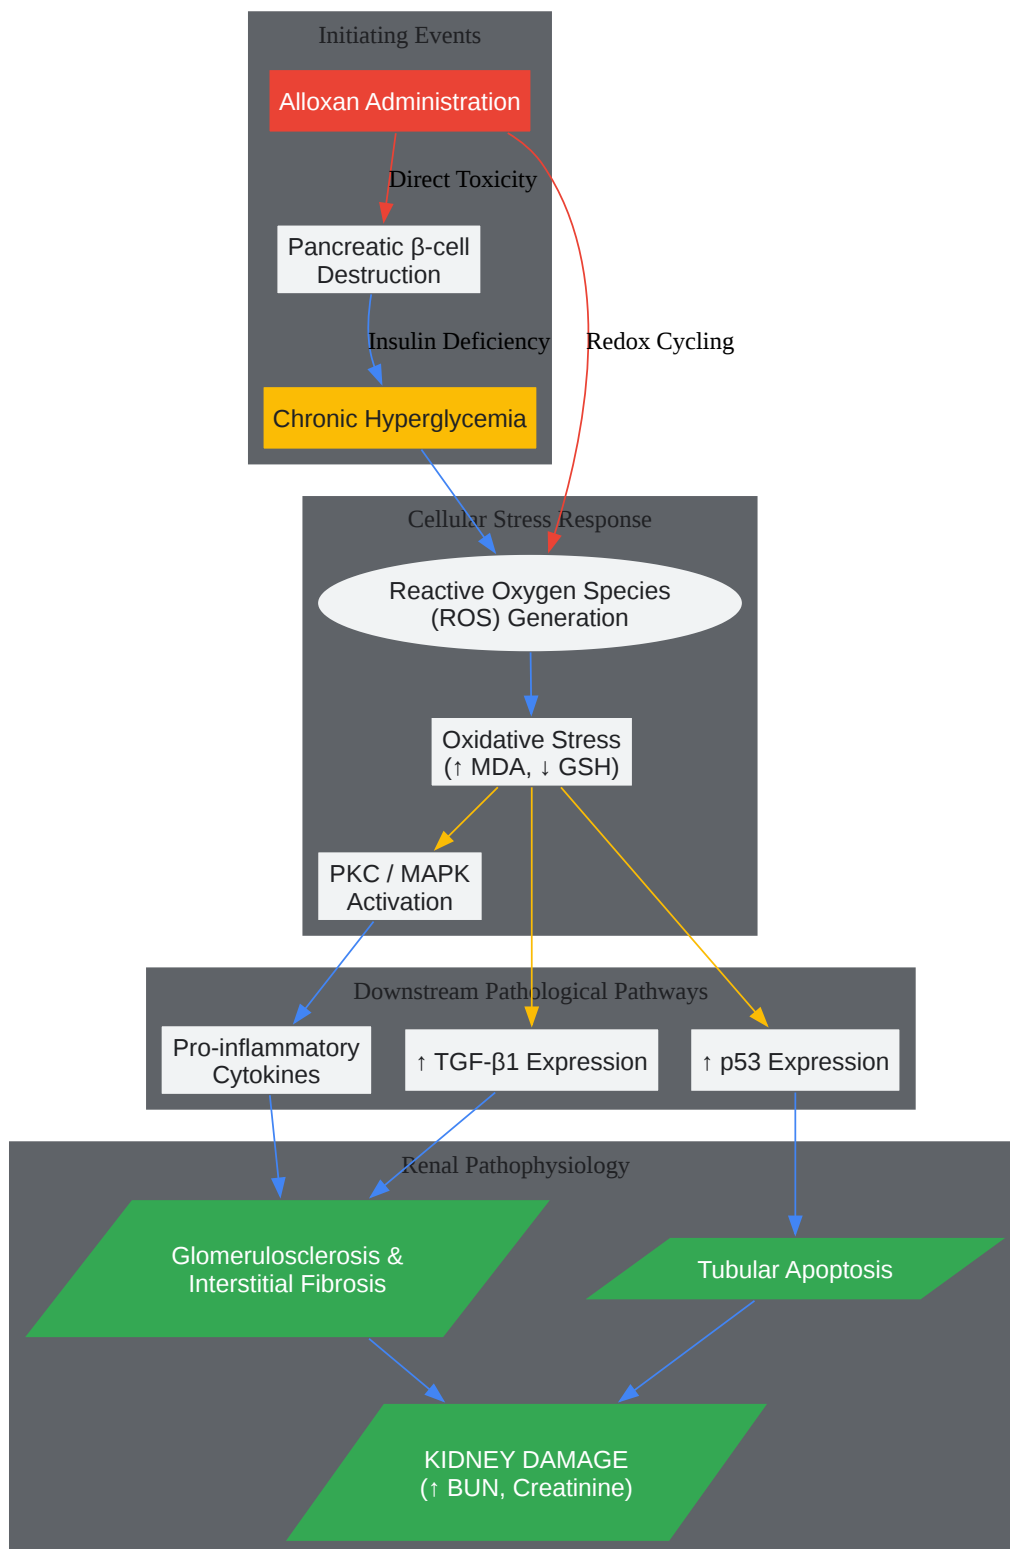 Initiating Events
Alloxan Administration
Direct Toxicity
Pancreatic β-cell
Destruction
Insulin Deficiency
Redox Cycling
Chronic Hyperglycemia
Cellular Stress Response
Reactive Oxygen Species
(ROS) Generation
Oxidative Stress
(↑ MDA, ↓ GSH)
PKC / MAPK
Activation
Downstream Pathological Pathways
Pro-inflammatory
Cytokines
↑ TGF-β1 Expression
↑ p53 Expression
Renal Pathophysiology
Glomerulosclerosis &
Interstitial Fibrosis
Tubular Apoptosis
KIDNEY DAMAGE
(↑ BUN, Creatinine)